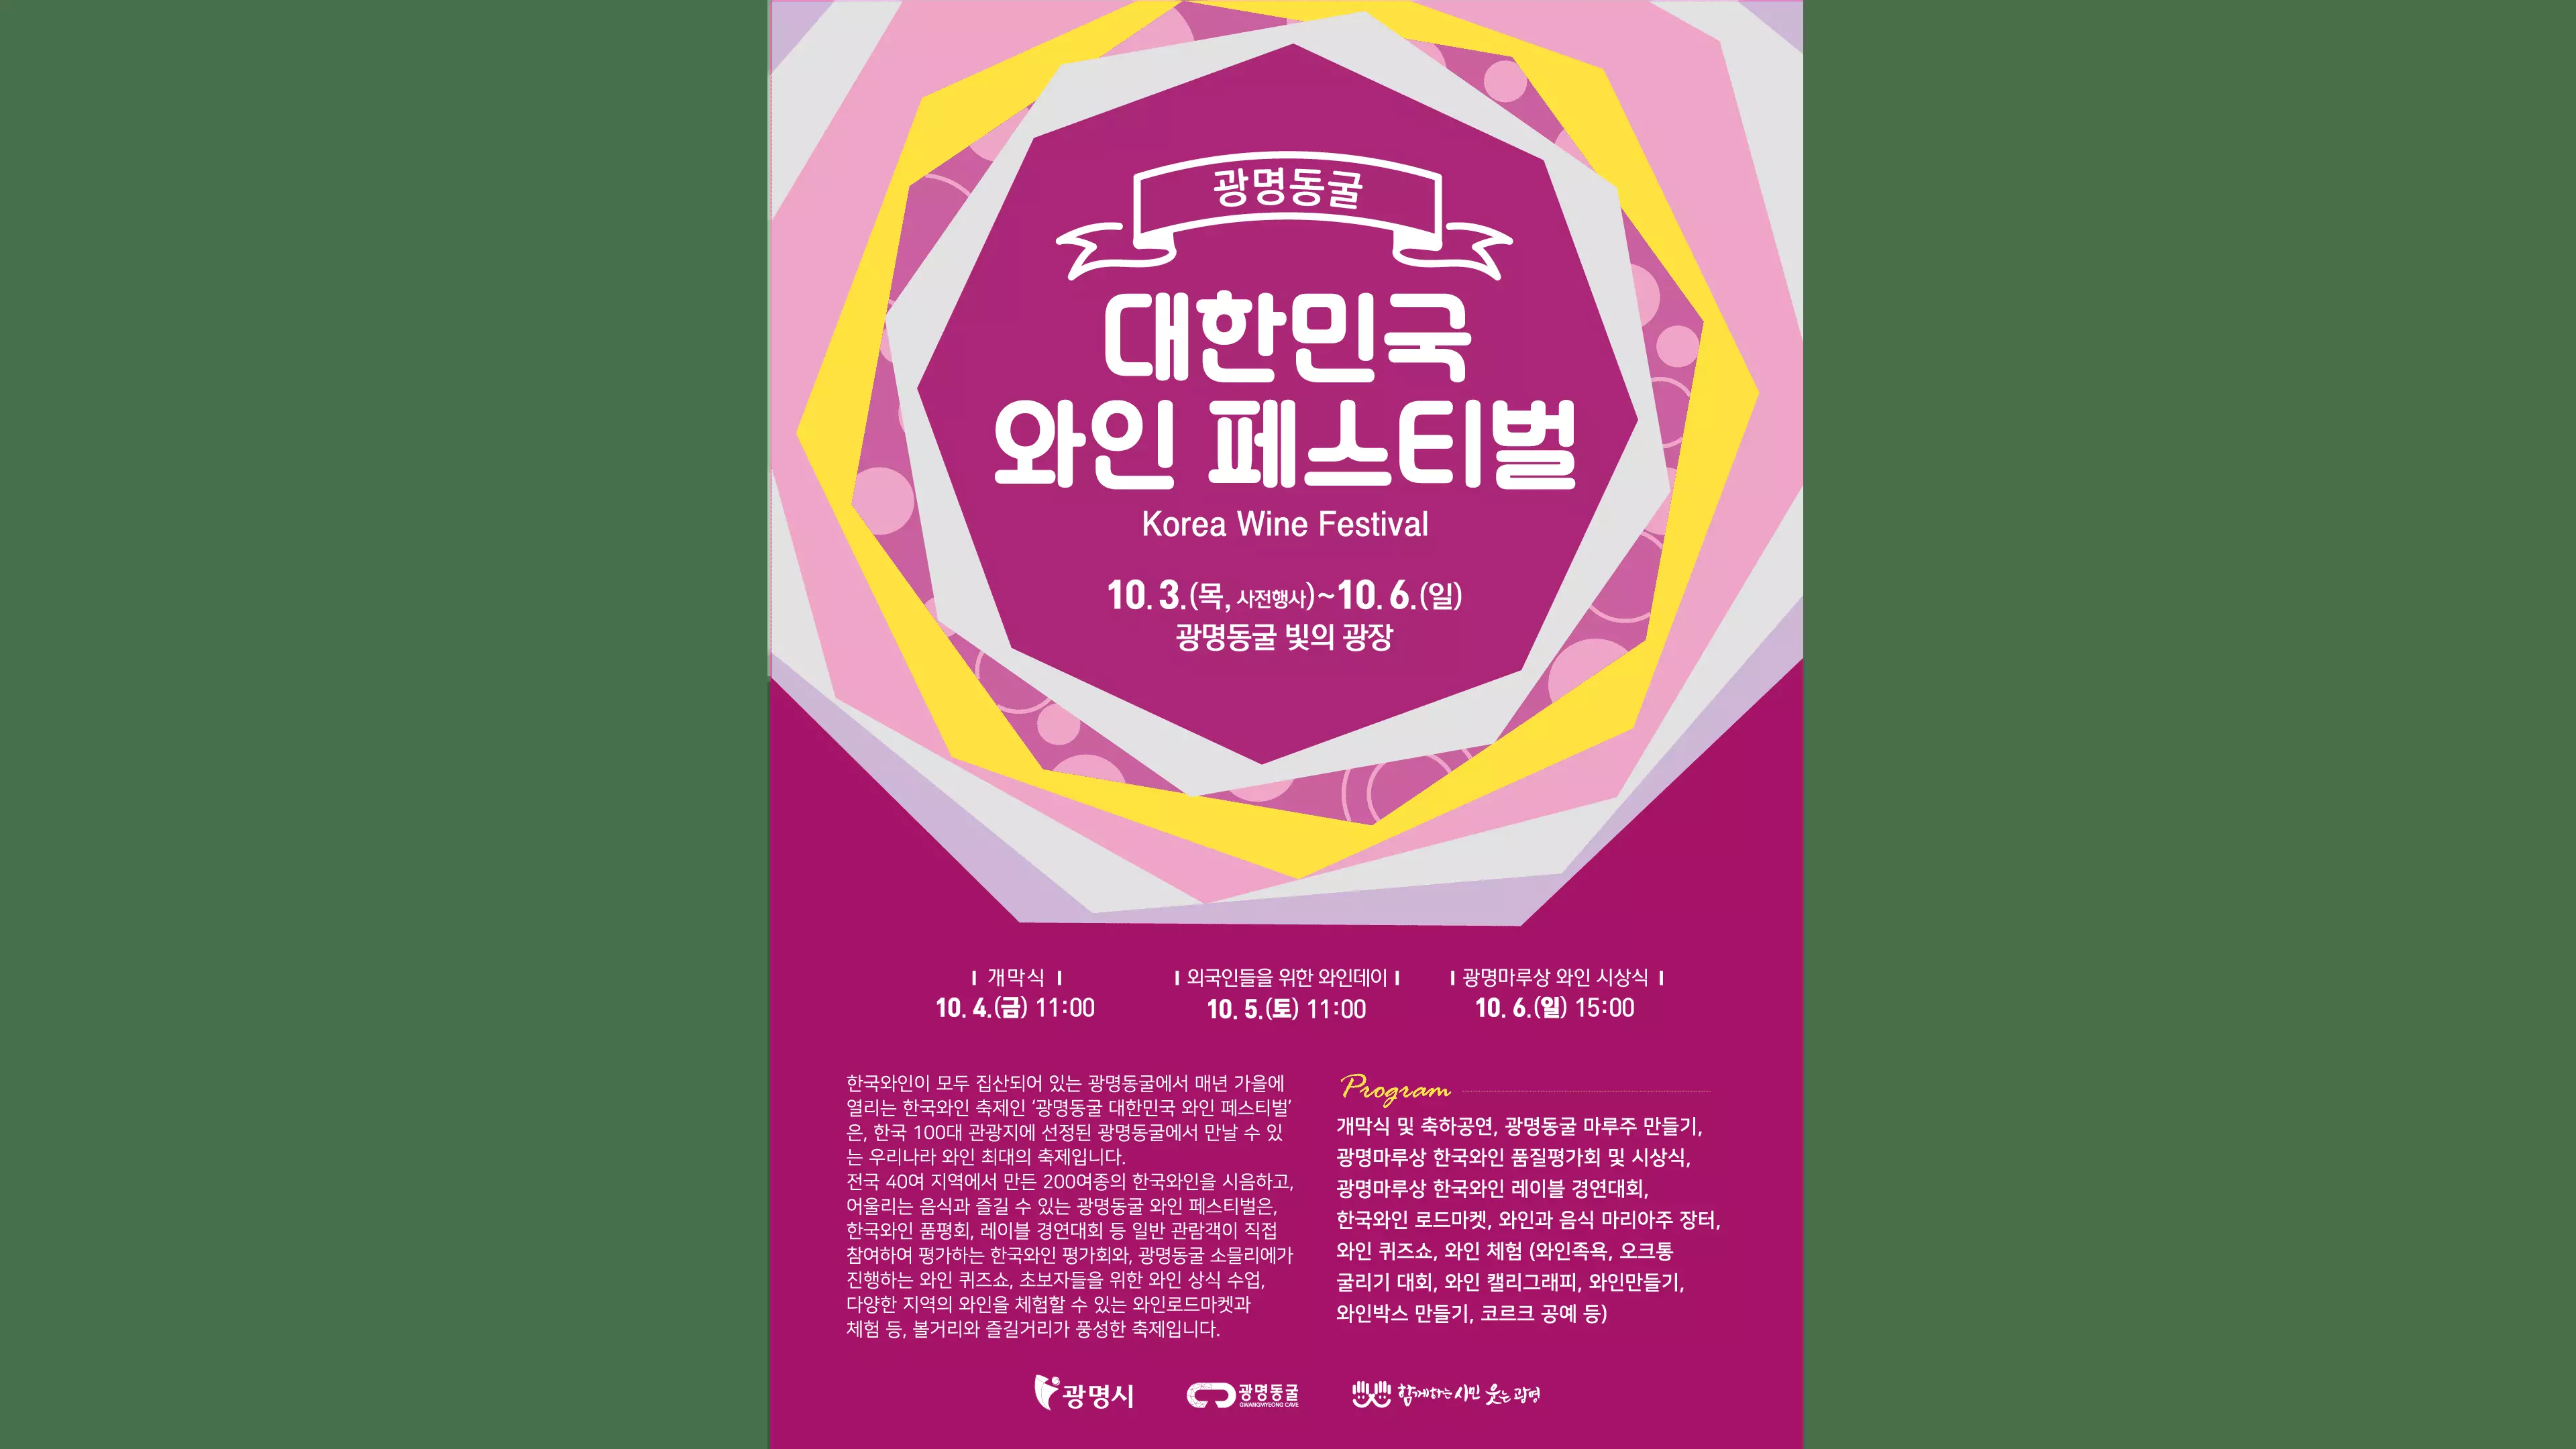 광명동굴
대한민국
와인 페스티벌
Korea Wine Festival
10. 3.(목, 사전행사)~10. 6.(일)
광명동굴 빛의 광장
개막식
10. 4.(금) 11:00
외국인들을 위한 와인데이
10. 5.(토) 11:00
광명마루상 와인 시상식
10. 6.(일) 15:00
한국와인이 모두 집산되어 있는 광명동굴에서 매년 가을에
열리는 한국와인 축제인 ‘광명동굴 대한민국 와인 페스티벌’
은, 한국 100대 관광지에 선정된 광명동굴에서 만날 수 있
는 우리나라 와인 최대의 축제입니다.
전국 40여 지역에서 만든 200여종의 한국와인을 시음하고,
어울리는 음식과 즐길 수 있는 광명동굴 와인 페스티벌은,
한국와인 품평회, 레이블 경연대회 등 일반 관람객이 직접
참여하여 평가하는 한국와인 평가회와, 광명동굴 소믈리에가
진행하는 와인 퀴즈쇼, 초보자들을 위한 와인 상식 수업,
다양한 지역의 와인을 체험할 수 있는 와인로드마켓과
체험 등, 볼거리와 즐길거리가 풍성한 축제입니다.
Program
개막식 및 축하공연, 광명동굴 마루주 만들기,
광명마루상 한국와인 품질평가회 및 시상식,
광명마루상 한국와인 레이블 경연대회,
한국와인 로드마켓, 와인과 음식 마리아주 장터,
와인 퀴즈쇼, 와인 체험 (와인족욕, 오크통
굴리기 대회, 와인 캘리그래피, 와인만들기,
와인박스 만들기, 코르크 공예 등)
광명시
광명동굴
GWANGMYEONG CAVE
함께하는 시민 웃는 광명